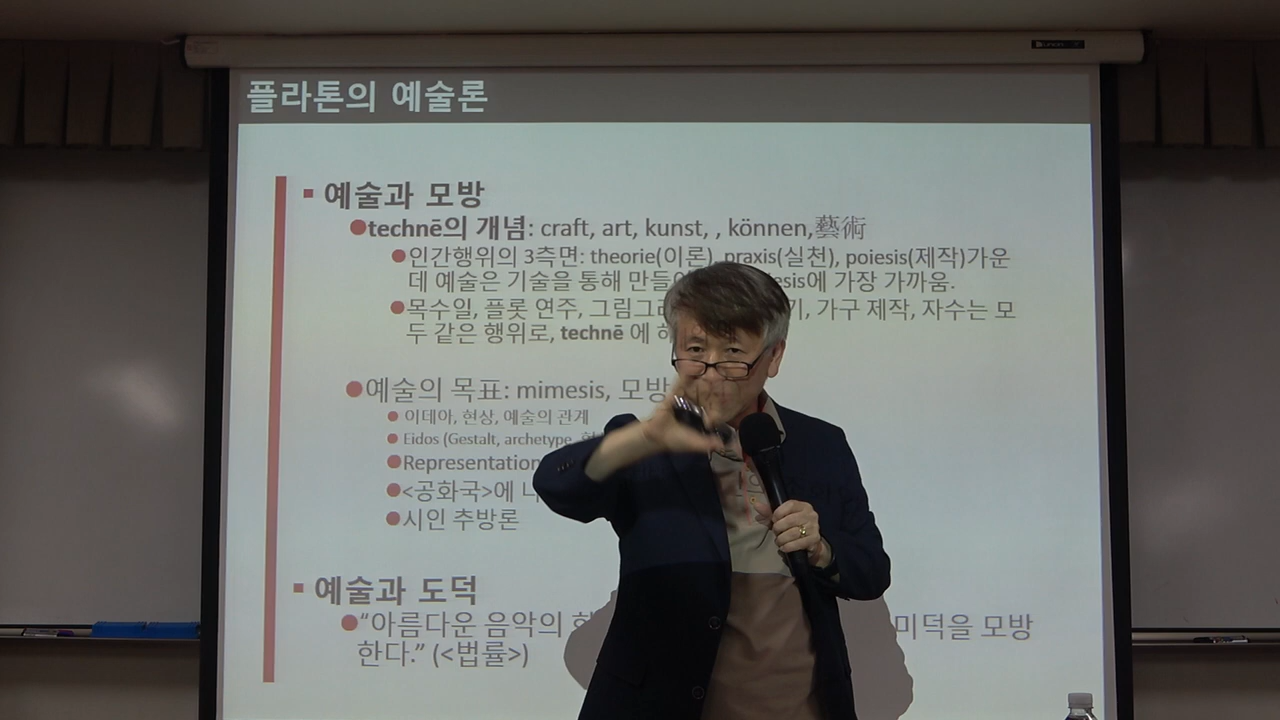 플라톤의 예술론
▪ 예술과 모방
●technē의 개념: craft, art, kunst, , können,藝術
●인간행위의 3측면: theorie(이론), praxis(실천), poiesis(제작)가운
데 예술은 기술을 통해 만들 esis에 가장 가까움.
●목수일, 플롯 연주, 그림그 기, 가구 제작, 자수는 모
두 같은 행위로, technē 에
●예술의 목표: mimesis, 모방
● 이데아, 현상, 예술의 관계
● Eidos (Gestalt, archetype,
●Representation
●<공화국>에
●시인 추방론
▪ 예술과 도덕
●“아름다운 음악의 미덕을 모방
한다.” (<법률>)